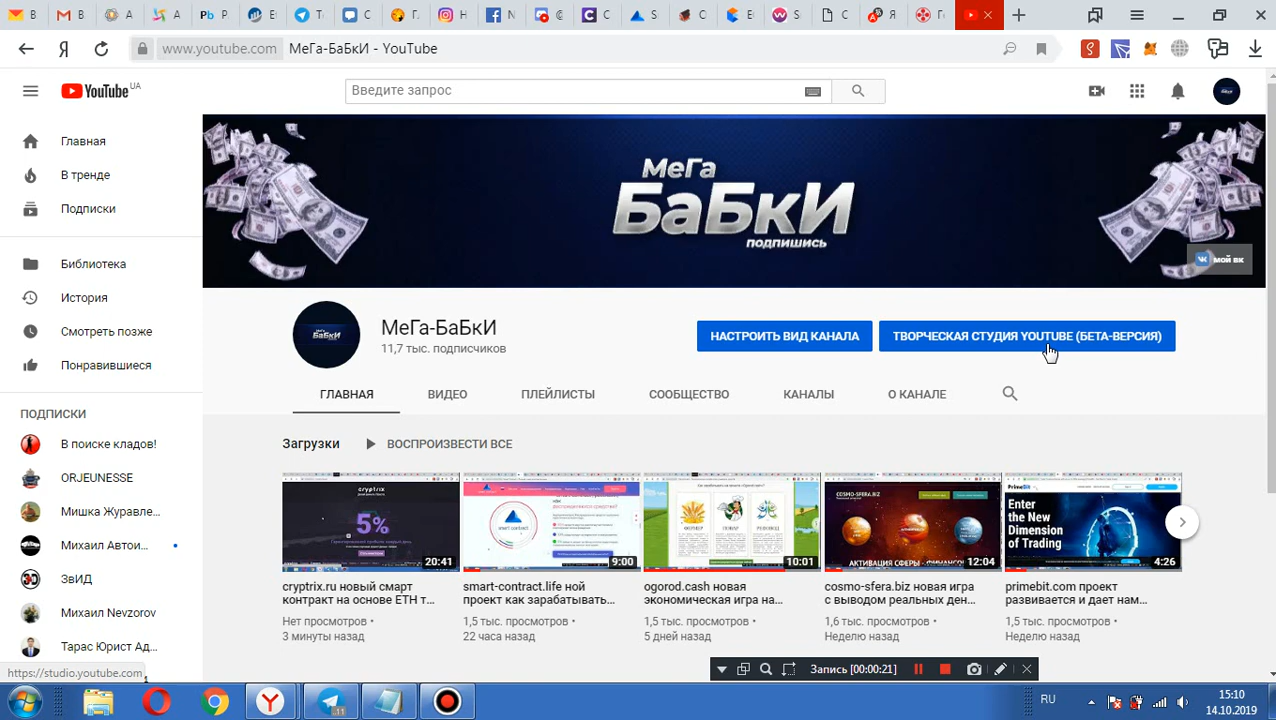 www.youtube.com МеГа-БаБкИ - YouTube
YouTube UA
Введите запрос
Главная
В тренде
Подписки
Библиотека
История
Смотреть позже
Понравившиеся
ПОДПИСКИ
В поиске кладов!
ORJEUNESSE
Мишка Журавле...
Михаил Автои...
ЗвИД
Михаил Nevzorov
Тарас Юрист Ад...
МеГа
БаБкИ
подпишись
мой вк
МеГа-БаБкИ
11,7 тыс. подписчиков
НАСТРОИТЬ ВИД КАНАЛА
ТВОРЧЕСКАЯ СТУДИЯ YOUTUBE (БЕТА-ВЕРСИЯ)
ГЛАВНАЯ ВИДЕО ПЛЕЙЛИСТЫ СООБЩЕСТВО КАНАЛЫ О КАНАЛЕ
Загрузки ВОСПРОИЗВЕСТИ ВСЕ
cryptrix
5%
20:41
smart contract
9:00
10:01
COSMO-SFERA.BIZ
12:04
PrimeBit
Enter
the New
Dimension
of Trading
4:26
cryptrix.ru новый смарт
контракт на основе ETH т...
Нет просмотров •
3 минуты назад
smart-contract.life ной
проект как зарабатывать...
1,5 тыс. просмотров •
22 часа назад
ogorod.cash новая
экономическая игра на...
1,5 тыс. просмотров •
5 дней назад
cosmo-sfera.biz новая игра
с выводом реальных ден...
1,6 тыс. просмотров •
Неделю назад
primebit.com проект
развивается и дает нам...
1,5 тыс. просмотров •
Неделю назад
https://studio.youtube.com
Запись [00:00:21]
11
RU
15:10
14.10.2019